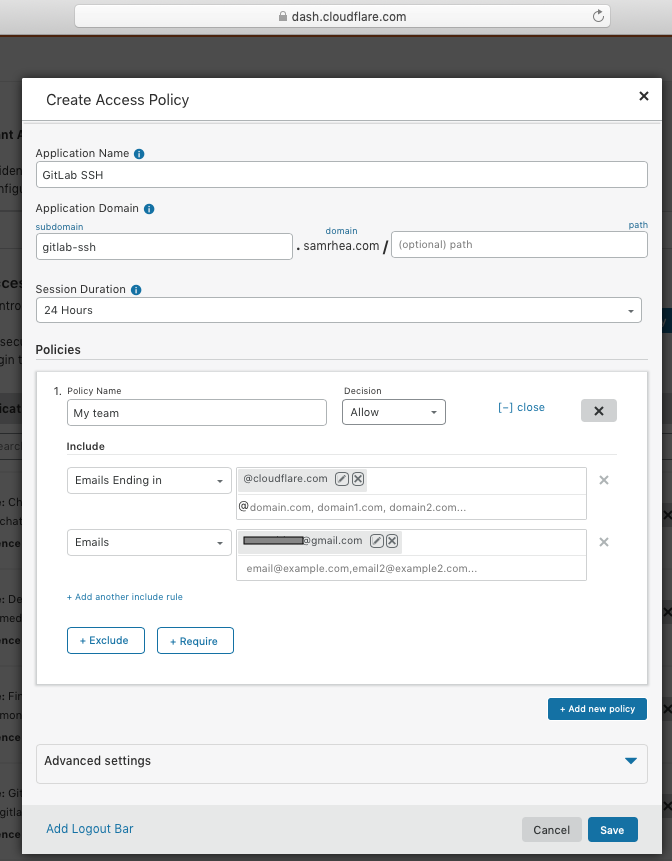 dash.cloudflare.com
Create Access Policy
Application Name
GitLab SSH
Application Domain
subdomain domain path
gitlab-ssh . samrhea.com / (optional) path
Session Duration
24 Hours
Policies
1. Policy Name Decision
My team Allow [−] close
Include
Emails Ending in @cloudflare.com
@domain.com, domain1.com, domain2.com...
Emails @gmail.com
email@example.com,email2@example2.com...
+ Add another include rule
+ Exclude + Require
+ Add new policy
Advanced settings
Add Logout Bar Cancel Save